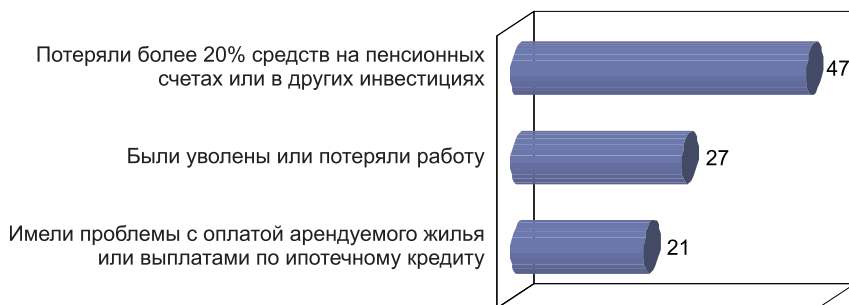 Потеряли более 20% средств на пенсионных
счетах или в других инвестициях
47
Были уволены или потеряли работу
27
Имели проблемы с оплатой арендуемого жилья
или выплатами по ипотечному кредиту
21